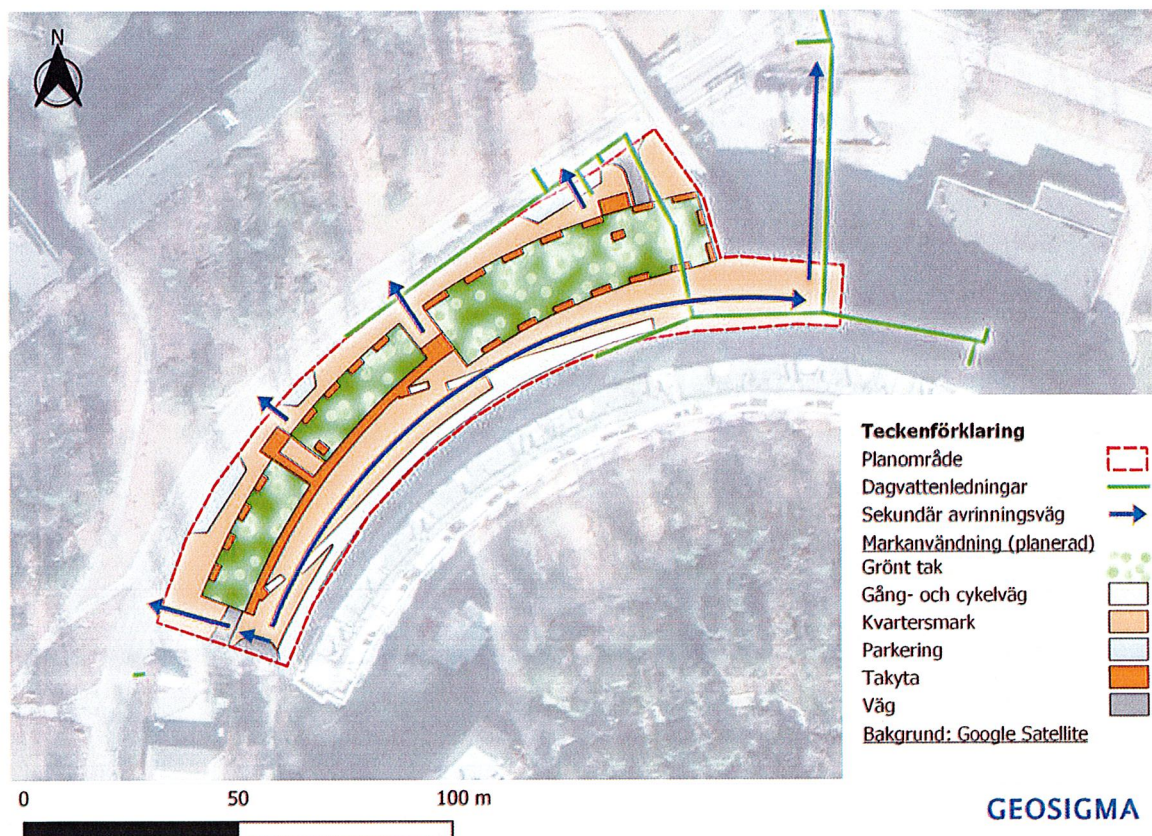 N
Teckenförklaring
Planområde
Dagvattenledningar
Sekundär avrinningsväg
Markanvändning (planerad)
Grönt tak
Gång- och cykelväg
Kvartersmark
Parkering
Takyta
Väg
Bakgrund: Google Satellite
0 50 100 m
GEOSIGMA